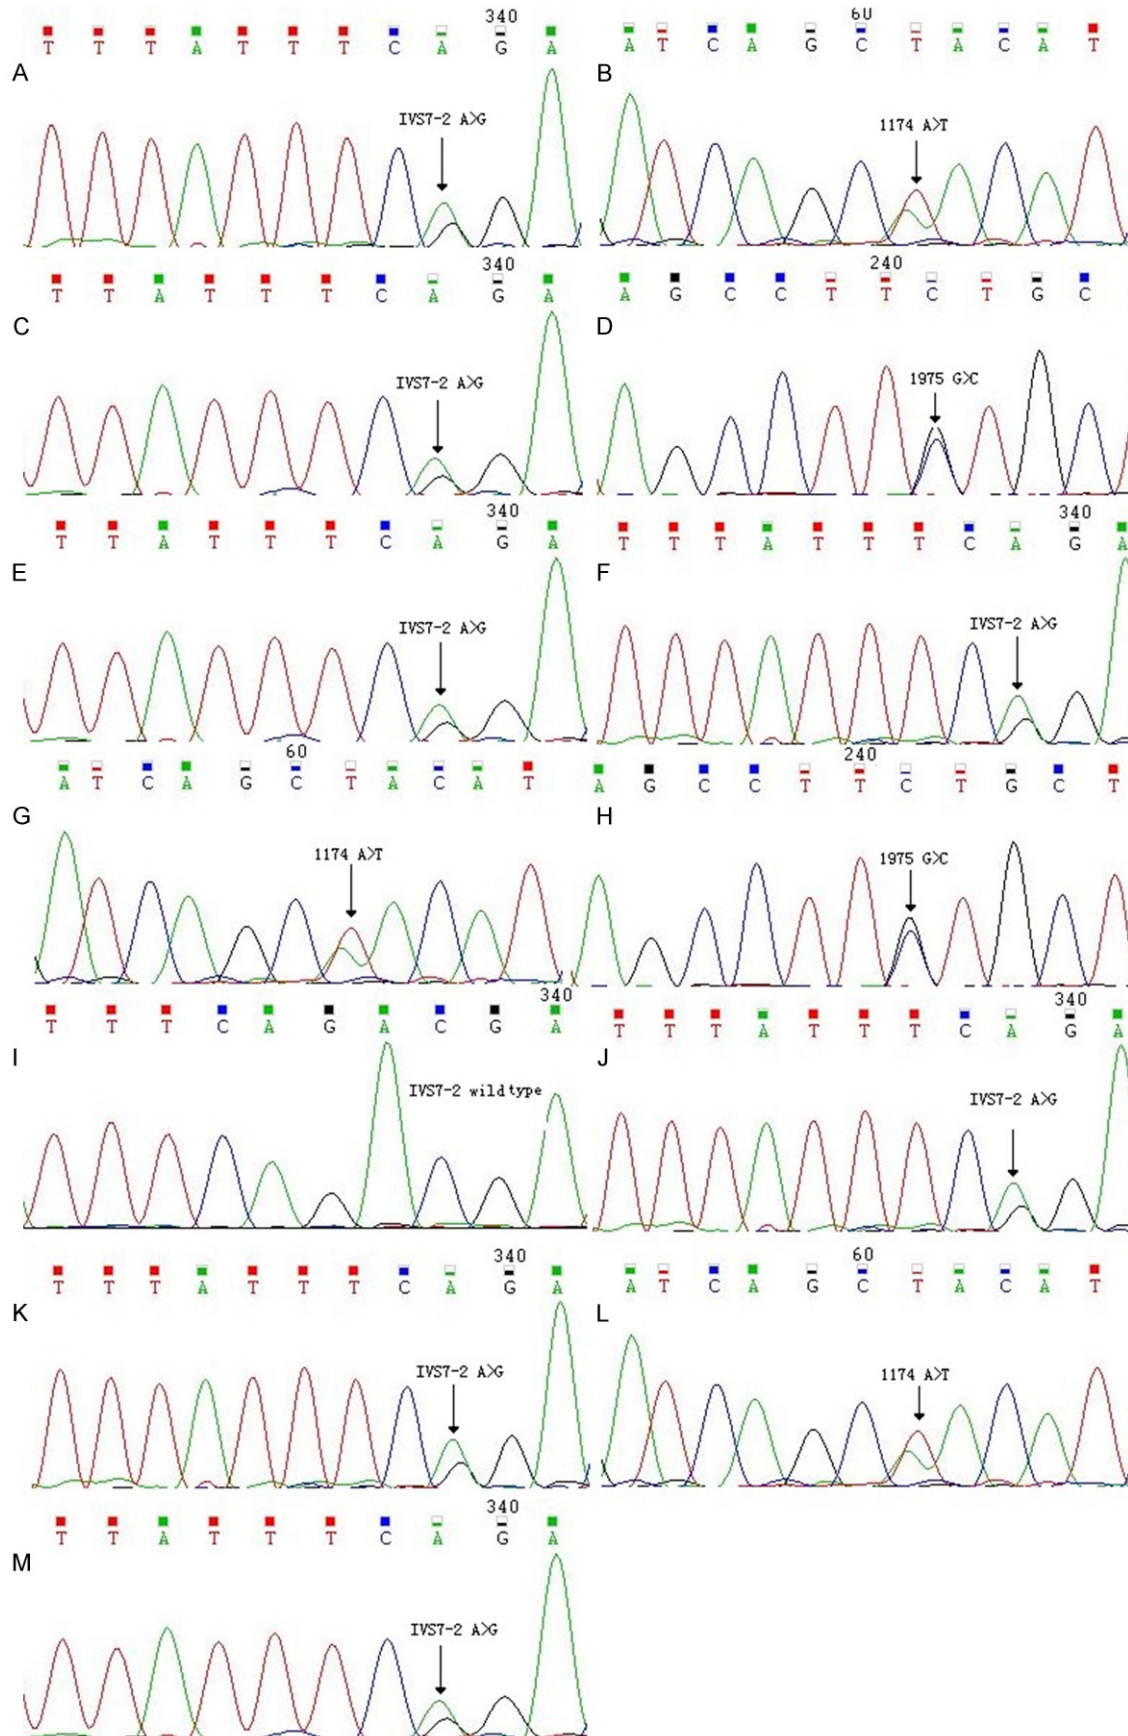 340
T T T A T T T C A G A
A
IVS7-2 A>G
60
A T C A G C T A C A T
B
1174 A>T
340
T T A T T T C A G A
C
IVS7-2 A>G
240
A G C C T T C T G C
D
1975 G>C
340
T T A T T T C A G A
E
IVS7-2 A>G
340
T T T A T T T C A G A
F
IVS7-2 A>G
60
A T C A G C T A C A T
G
1174 A>T
240
A G C C T T C T G C T
H
1975 G>C
340
T T T C A G A C G A
I
IVS7-2 wild type
340
T T T A T T T C A G A
J
IVS7-2 A>G
340
T T T A T T T C A G A
K
IVS7-2 A>G
60
A T C A G C T A C A T
L
1174 A>T
340
T T A T T T C A G A
M
IVS7-2 A>G